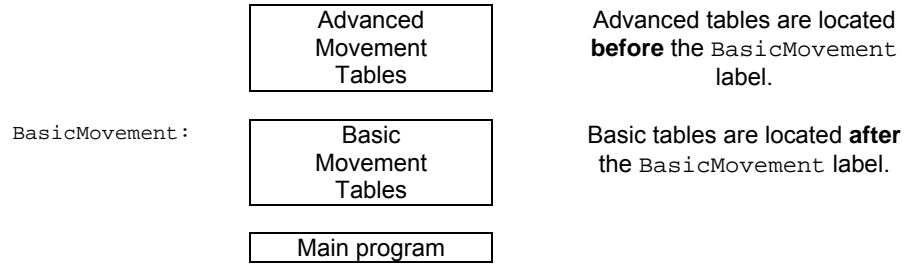 Advanced
Movement
Tables
Advanced tables are located
before the BasicMovement
label.
BasicMovement:
Basic
Movement
Tables
Basic tables are located after
the BasicMovement label.
Main program